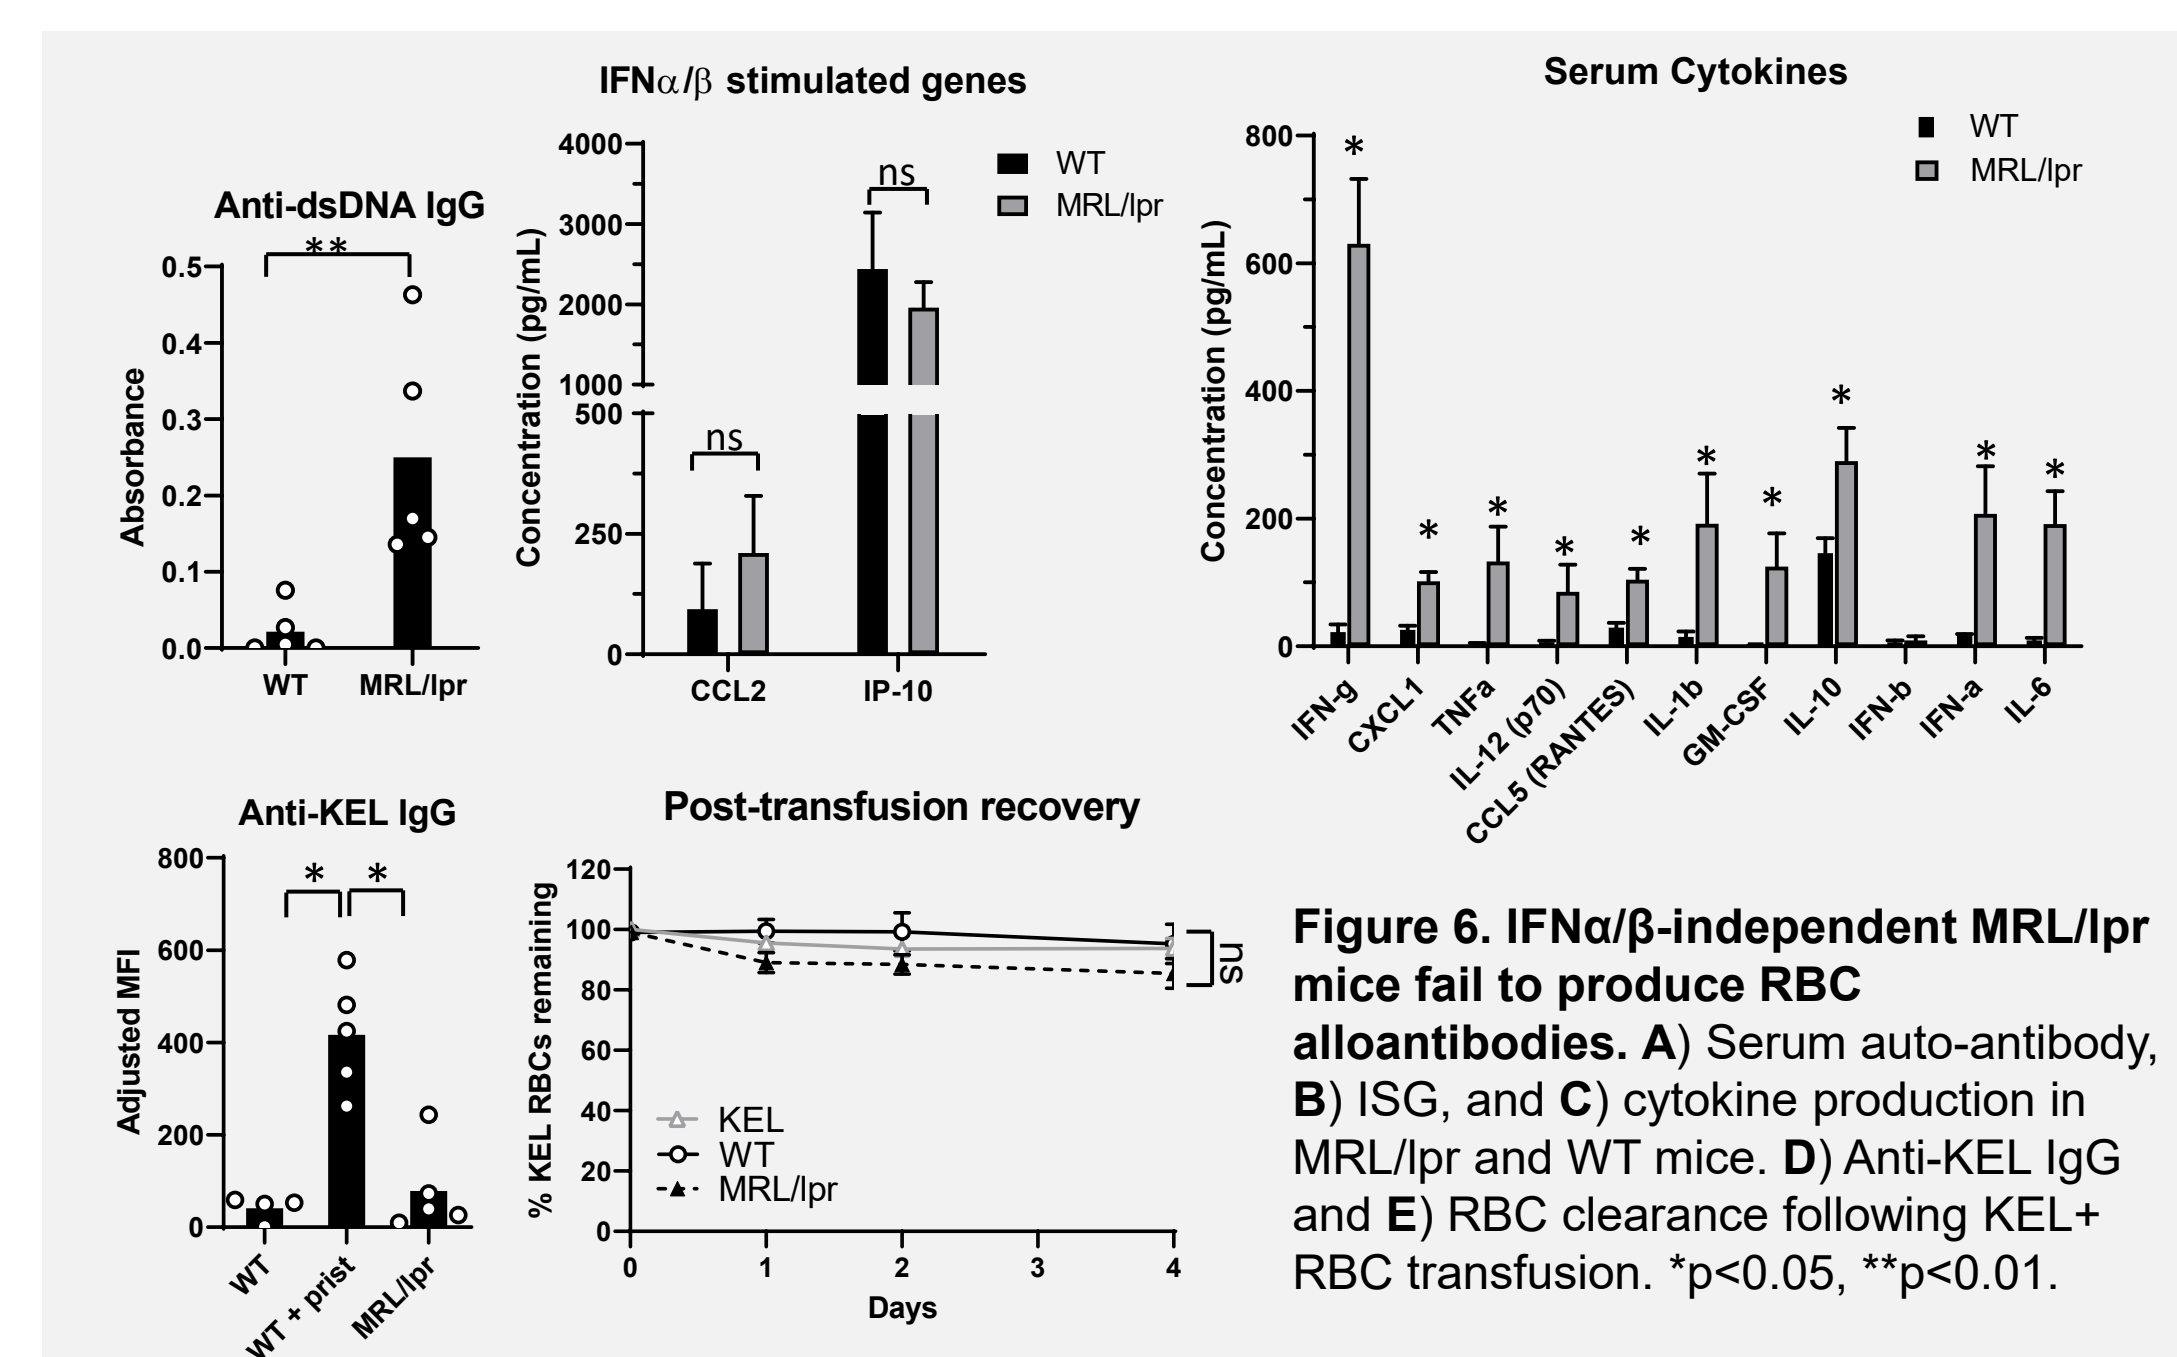 Anti-dsDNA IgG
**
0.5
0.4
0.3
0.2
0.1
0.0
Absorbance
WT MRL/lpr
IFNα/β stimulated genes
4000
3000
2000
1000
500
250
0
Concentration (pg/mL)
ns
ns
WT
MRL/lpr
CCL2 IP-10
Serum Cytokines
800
600
400
200
0
Concentration (pg/mL)
WT
MRL/lpr
* * * * * * * * * *
IFN-g
CXCL1
TNFa
IL-12 (p70)
CCL5 (RANTES)
IL-1b
GM-CSF
IL-10
IFN-b
IFN-a
IL-6
Anti-KEL IgG
* *
800
600
400
200
0
Adjusted MFI
WT
WT + prist
MRL/lpr
Post-transfusion recovery
120
100
80
60
40
20
0
% KEL RBCs remaining
KEL
WT
MRL/lpr
ns
0 1 2 3 4
Days
Figure 6. IFNα/β-independent MRL/lpr
mice fail to produce RBC
alloantibodies. A) Serum auto-antibody,
B) ISG, and C) cytokine production in
MRL/lpr and WT mice. D) Anti-KEL IgG
and E) RBC clearance following KEL+
RBC transfusion. *p<0.05, **p<0.01.